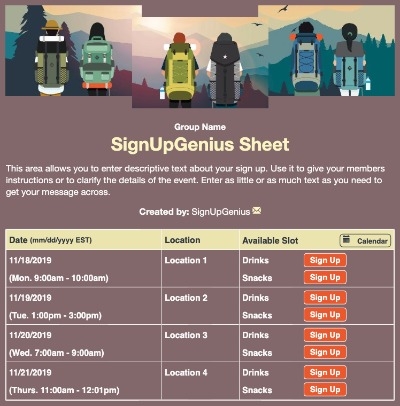 Group Name
SignUpGenius Sheet
This area allows you to enter descriptive text about your sign up. Use it to give your members
instructions or to clarify the details of the event. Enter as little or as much text as you need to
get your message across.
Created by: SignUpGenius
Date (mm/dd/yyyy EST) Location Available Slot Calendar
11/18/2019 Location 1 Drinks Sign Up
(Mon. 9:00am - 10:00am) Snacks Sign Up
11/19/2019 Location 2 Drinks Sign Up
(Tue. 1:00pm - 3:00pm) Snacks Sign Up
11/20/2019 Location 3 Drinks Sign Up
(Wed. 7:00am - 9:00am) Snacks Sign Up
11/21/2019 Location 4 Drinks Sign Up
(Thurs. 11:00am - 12:01pm) Snacks Sign Up